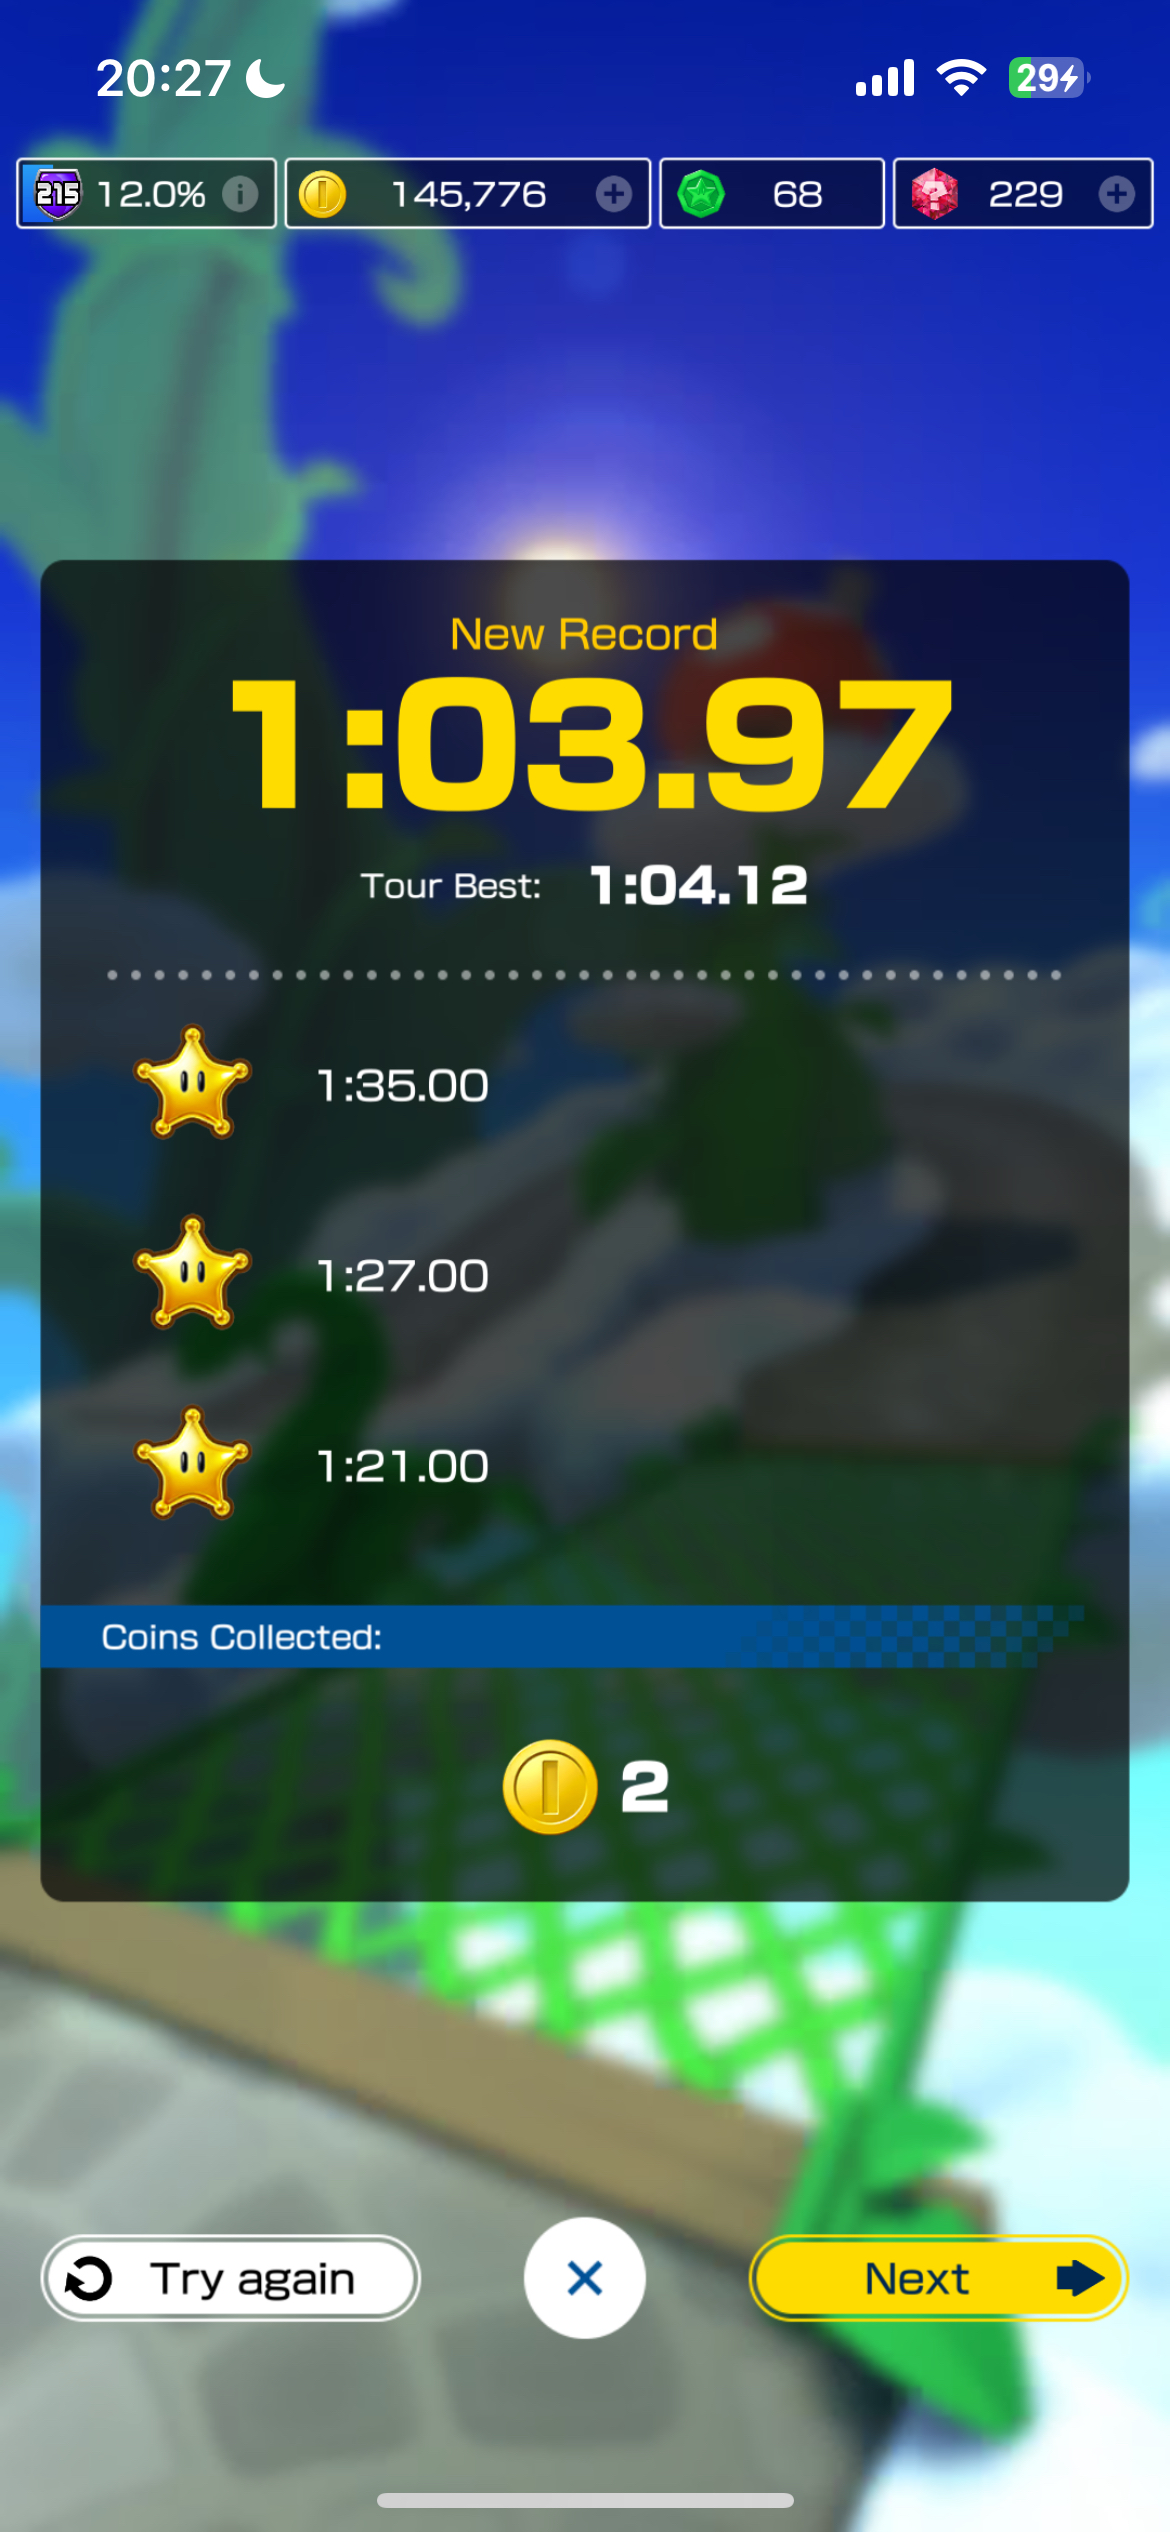 20:27 29
215 12.0% i 145,776 + 68 229 +
New Record
1:03.97
Tour Best: 1:04.12
1:35.00
1:27.00
1:21.00
Coins Collected:
2
Try again × Next